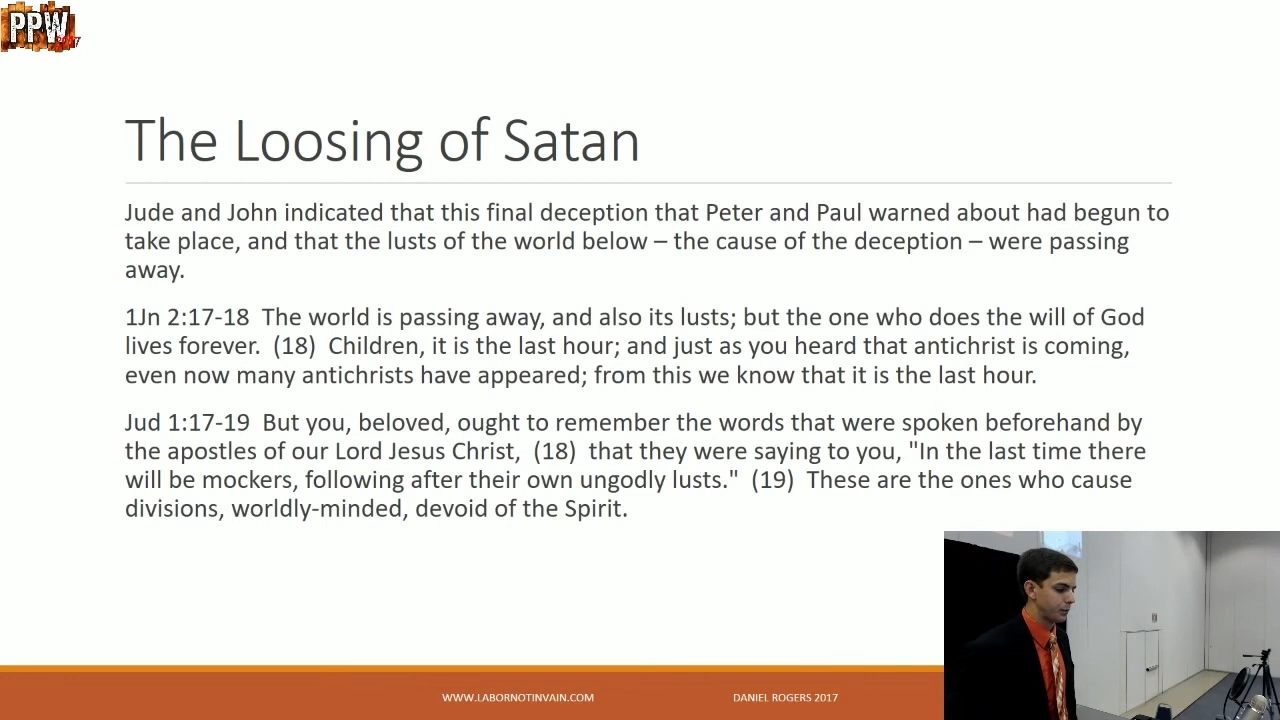 PPW
2017
The Loosing of Satan
Jude and John indicated that this final deception that Peter and Paul warned about had begun to
take place, and that the lusts of the world below – the cause of the deception – were passing
away.
1Jn 2:17-18  The world is passing away, and also its lusts; but the one who does the will of God
lives forever.  (18)  Children, it is the last hour; and just as you heard that antichrist is coming,
even now many antichrists have appeared; from this we know that it is the last hour.
Jud 1:17-19  But you, beloved, ought to remember the words that were spoken beforehand by
the apostles of our Lord Jesus Christ,  (18)  that they were saying to you, "In the last time there
will be mockers, following after their own ungodly lusts."  (19)  These are the ones who cause
divisions, worldly-minded, devoid of the Spirit.
WWW.LABORNOTINVAIN.COM
DANIEL ROGERS 2017